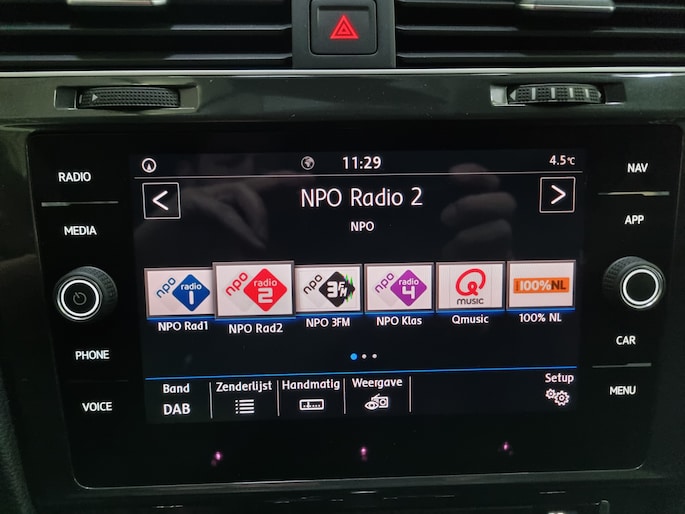 RADIO
MEDIA
PHONE
VOICE
11:29
4.5°C
<
NPO Radio 2
>
NPO
npo radio 1
npo radio 2
npo 3FM
npo radio 4
Q MUSIC
100%NL
NPO Rad1
NPO Rad2
NPO 3FM
NPO Klas
Qmusic
100% NL
Band
DAB
Zenderlijst
Handmatig
Weergave
Setup
NAV
APP
CAR
MENU